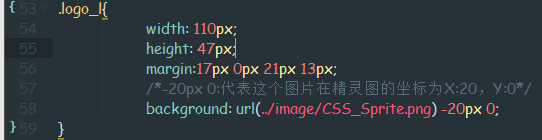 53 .logo_l{
54 width: 110px;
55 height: 47px;
56 margin:17px 0px 21px 13px;
57 /*-20px 0:代表这个图片在精灵图的坐标为X:20，Y:0*/
58 background: url(../image/CSS_Sprite.png) -20px 0;
59 }